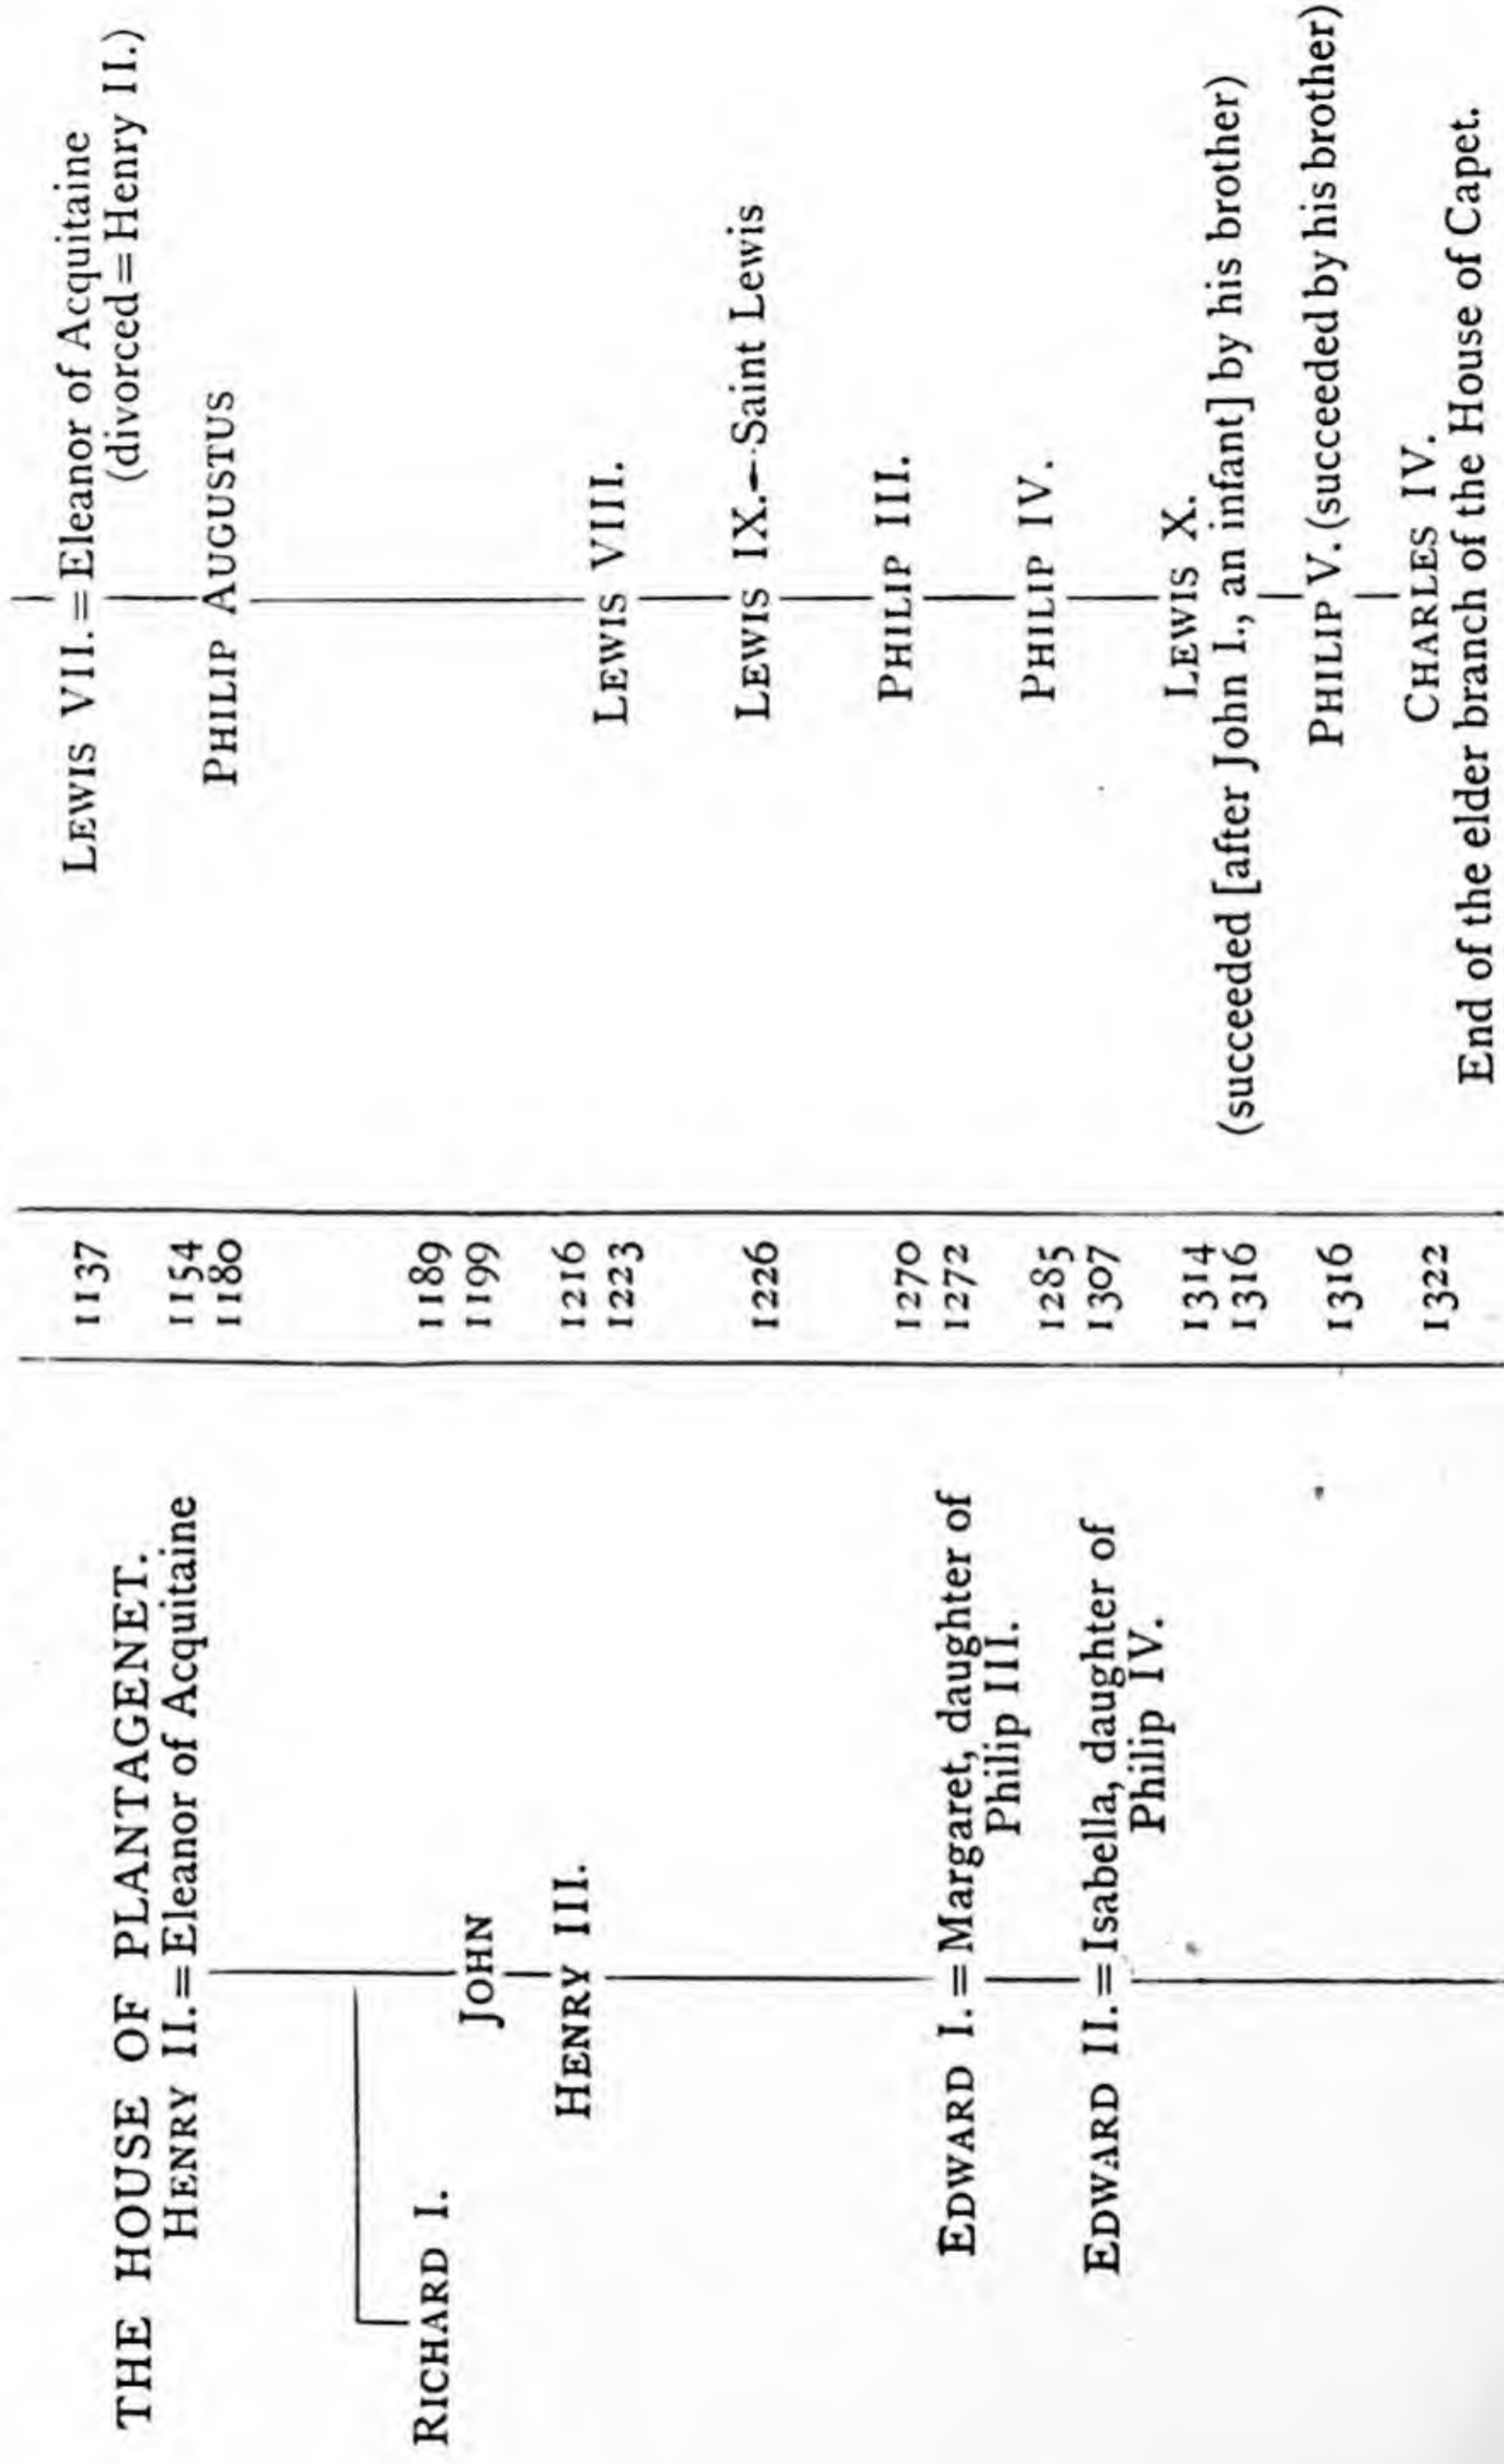 THE HOUSE OF PLANTAGENET.
HENRY II.=Eleanor of Acquitaine
RICHARD I.
JOHN
HENRY III.
EDWARD I.=Margaret, daughter of
Philip III.
EDWARD II.=Isabella, daughter of
Philip IV.
1137
1154
1180
1189
1199
1216
1223
1226
1270
1272
1285
1307
1314
1316
1316
1322
LEWIS VII.=Eleanor of Acquitaine
(divorced=Henry II.)
PHILIP AUGUSTUS
LEWIS VIII.
LEWIS IX.—Saint Lewis
PHILIP III.
PHILIP IV.
LEWIS X.
(succeeded [after John I., an infant] by his brother)
PHILIP V. (succeeded by his brother)
CHARLES IV.
End of the elder branch of the House of Capet.